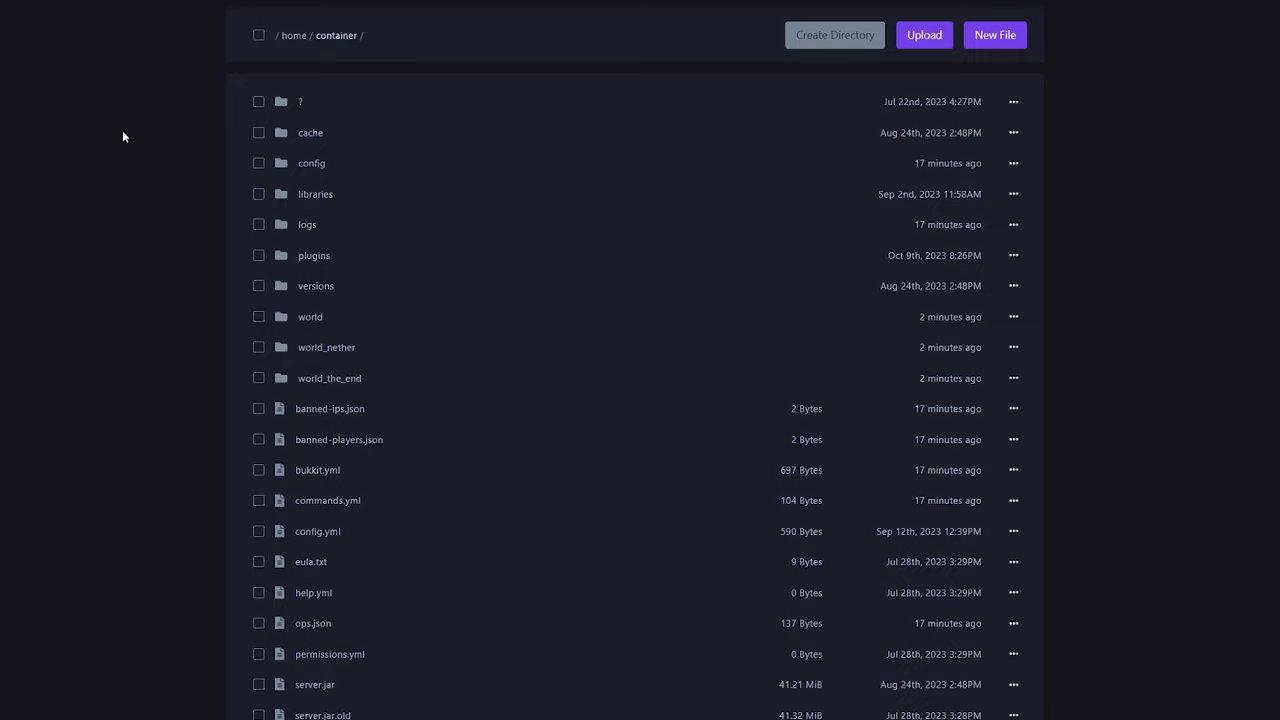 / home / container /
Create Directory
Upload
New File
? Jul 22nd, 2023 4:27PM
cache Aug 24th, 2023 2:48PM
config 17 minutes ago
libraries Sep 2nd, 2023 11:58AM
logs 17 minutes ago
plugins Oct 9th, 2023 8:26PM
versions Aug 24th, 2023 2:48PM
world 2 minutes ago
world_nether 2 minutes ago
world_the_end 2 minutes ago
banned-ips.json 2 Bytes 17 minutes ago
banned-players.json 2 Bytes 17 minutes ago
bukkit.yml 697 Bytes 17 minutes ago
commands.yml 104 Bytes 17 minutes ago
config.yml 590 Bytes Sep 12th, 2023 12:39PM
eula.txt 9 Bytes Jul 28th, 2023 3:29PM
help.yml 0 Bytes Jul 28th, 2023 3:29PM
ops.json 137 Bytes 17 minutes ago
permissions.yml 0 Bytes Jul 28th, 2023 3:29PM
server.jar 41.21 MiB Aug 24th, 2023 2:48PM
server.jar.old 41.32 MiB Jul 28th, 2023 3:28PM